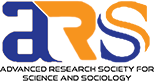 ARS
ADVANCED RESEARCH SOCIETY FOR
SCIENCE AND SOCIOLOGY